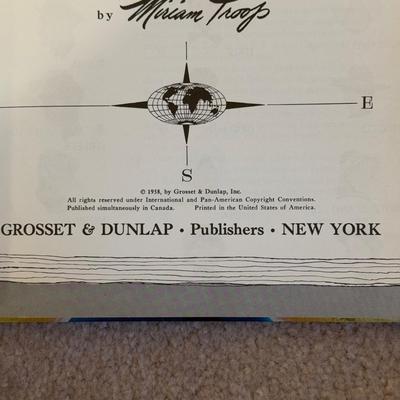 by Miriam Troop
E
S
© 1958, by Grosset & Dunlap, Inc.
All rights reserved under International and Pan-American Copyright Conventions.
Published simultaneously in Canada. Printed in the United States of America.
GROSSET & DUNLAP • Publishers • NEW YORK